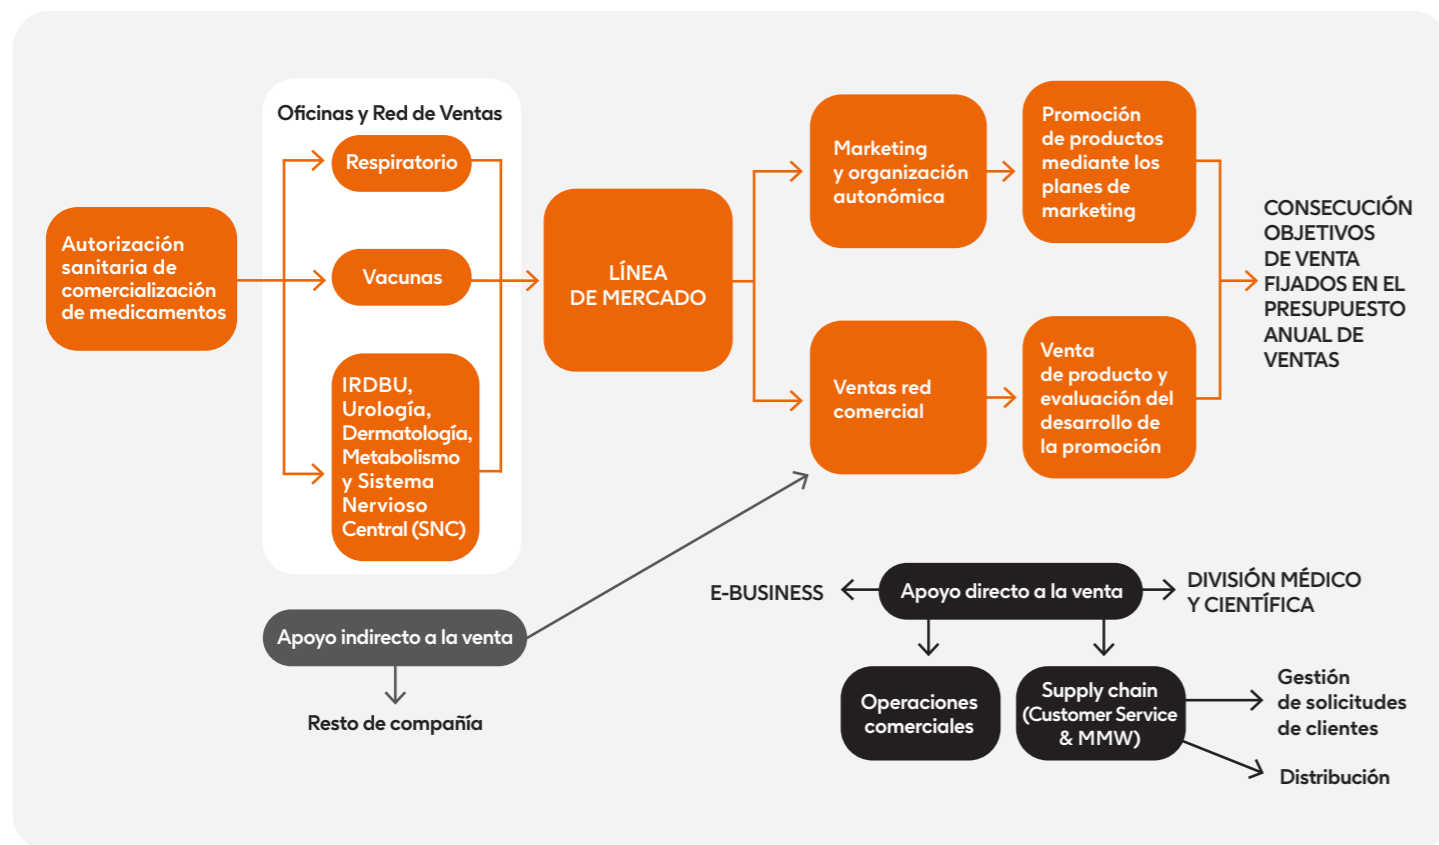 Oficinas y Red de Ventas
Autorización
sanitaria de
comercialización
de medicamentos
Respiratorio
Vacunas
IRDBU,
Urología,
Dermatología,
Metabolismo
y Sistema
Nervioso
Central (SNC)
LÍNEA
DE MERCADO
Marketing
y organización
autonómica
Promoción
de productos
mediante los
planes de
marketing
Ventas red
comercial
Venta
de producto y
evaluación del
desarrollo de
la promoción
CONSECUCIÓN
OBJETIVOS
DE VENTA
FIJADOS EN EL
PRESUPUESTO
ANUAL DE
VENTAS
Apoyo indirecto a la venta
Resto de compañía
E-BUSINESS
Apoyo directo a la venta
DIVISIÓN MÉDICO
Y CIENTÍFICA
Operaciones
comerciales
Supply chain
(Customer Service
& MMW)
Gestión
de solicitudes
de clientes
Distribución